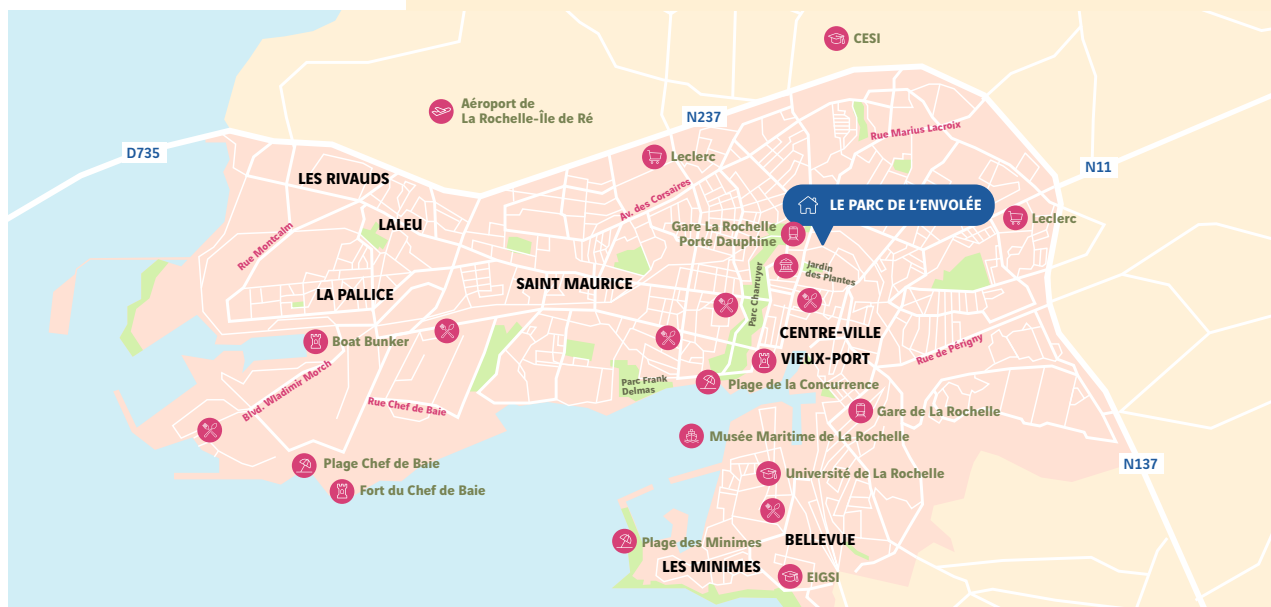 CESI
Aéroport de
La Rochelle-Île de Ré
N237
Rue Marius Lacroix
D735
Leclerc
N11
LES RIVAUDS
Av. des Corsaires
LE PARC DE L'ENVOLÉE
Leclerc
LALEU
Gare La Rochelle
Porte Dauphine
Rue Montcalm
Jardin
des Plantes
SAINT MAURICE
LA PALLICE
Parc Charruyer
CENTRE-VILLE
Boat Bunker
VIEUX-PORT
Rue de Périgny
Blvd. Wladimir Morch
Parc Frank
Delmas
Plage de la Concurrence
Rue Chef de Baie
Gare de La Rochelle
Musée Maritime de La Rochelle
Plage Chef de Baie
N137
Université de La Rochelle
Fort du Chef de Baie
BELLEVUE
Plage des Minimes
LES MINIMES
EIGSI